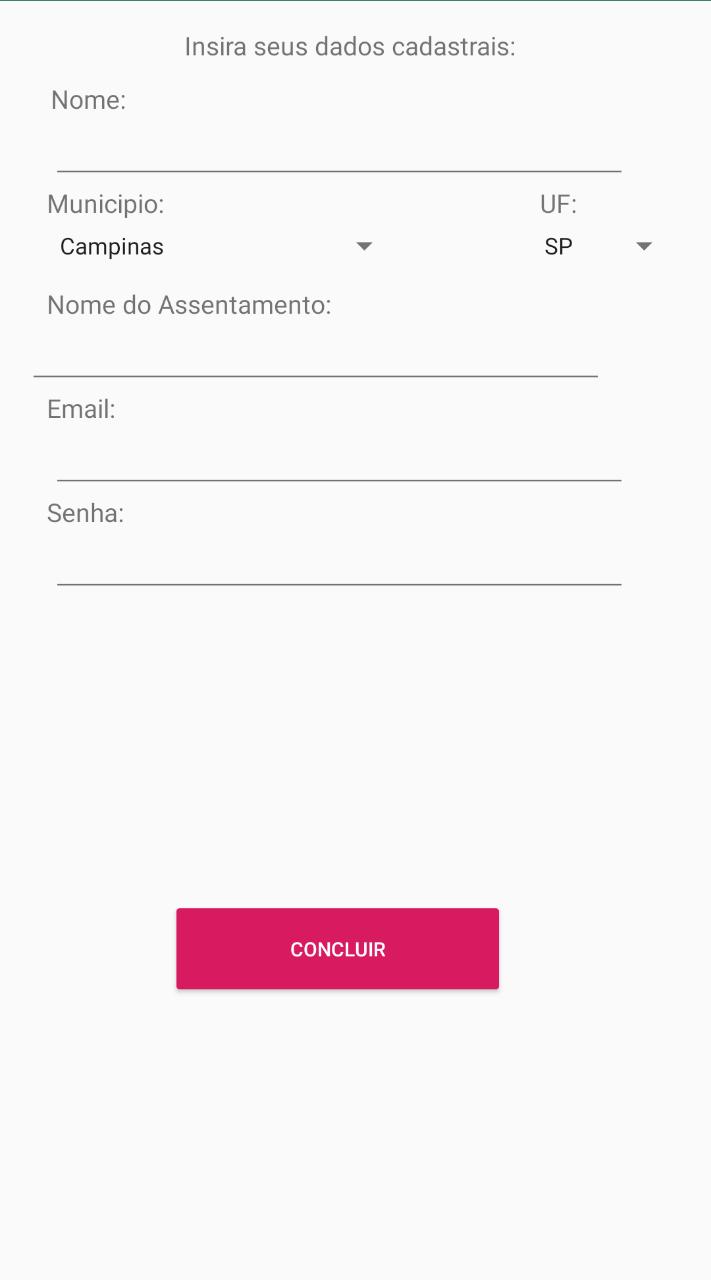 Insira seus dados cadastrais:
Nome:
Municipio: UF:
Campinas SP
Nome do Assentamento:
Email:
Senha:
CONCLUIR